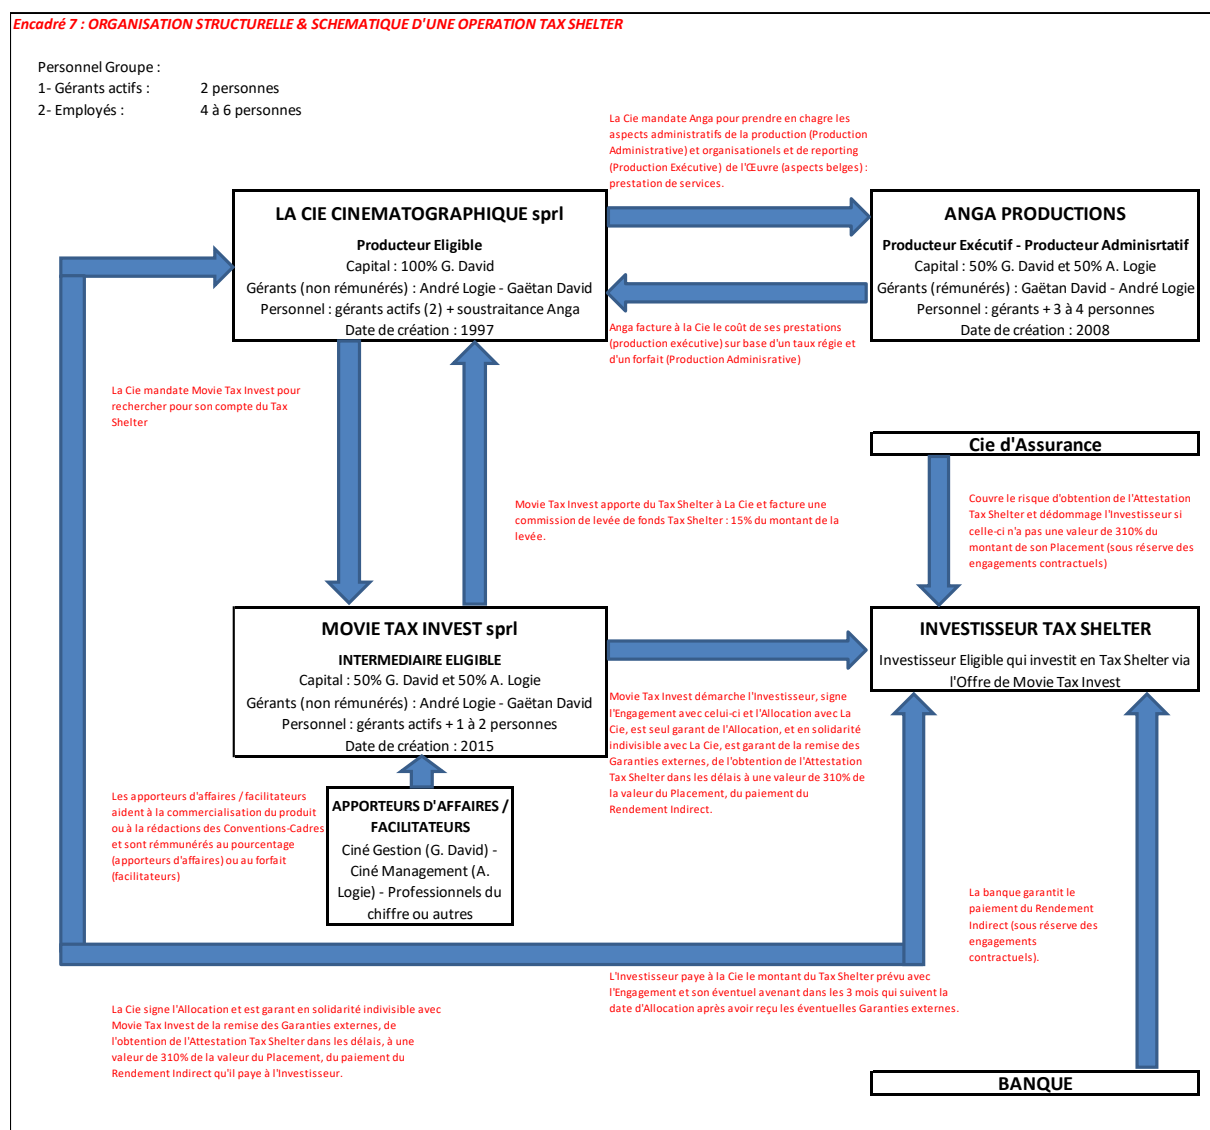 Encadré 7 : ORGANISATION STRUCTURELLE & SCHEMATIQUE D'UNE OPERATION TAX SHELTER
Personnel Groupe :
1- Gérants actifs : 2 personnes
2- Employés : 4 à 6 personnes
La Cie mandate Anga pour prendre en chagre les
aspects administratifs de la production (Production
Administrative) et organisationels et de reporting
(Production Exécutive) de l'Œuvre (aspects belges) :
prestation de services.
LA CIE CINEMATOGRAPHIQUE sprl
Producteur Eligible
Capital : 100% G. David
Gérants (non rémunérés) : André Logie - Gaëtan David
Personnel : gérants actifs (2) + soustraitance Anga
Date de création : 1997
ANGA PRODUCTIONS
Producteur Exécutif - Producteur Adminisrtatif
Capital : 50% G. David et 50% A. Logie
Gérants (rémunérés) : Gaëtan David - André Logie
Personnel : gérants + 3 à 4 personnes
Date de création : 2008
Anga facture à la Cie le coût de ses prestations
(production exécutive) sur base d'un taux régie et
d'un forfait (Production Adminisrative)
La Cie mandate Movie Tax Invest pour
rechercher pour son compte du Tax
Shelter
Cie d'Assurance
Movie Tax Invest apporte du Tax Shelter à La Cie et facture une
commission de levée de fonds Tax Shelter : 15% du montant de la
levée.
Couvre le risque d'obtention de l'Attestation
Tax Shelter et dédommage l'Investisseur si
celle-ci n'a pas une valeur de 310% du
montant de son Placement (sous réserve des
engagements contractuels)
MOVIE TAX INVEST sprl
INTERMEDIAIRE ELIGIBLE
Capital : 50% G. David et 50% A. Logie
Gérants (non rémunérés) : André Logie - Gaëtan David
Personnel : gérants actifs + 1 à 2 personnes
Date de création : 2015
INVESTISSEUR TAX SHELTER
Investisseur Eligible qui investit en Tax Shelter via
l'Offre de Movie Tax Invest
Movie Tax Invest démarche l'Investisseur, signe
l'Engagement avec celui-ci et l'Allocation avec La
Cie, est seul garant de l'Allocation, et en solidarité
indivisible avec La Cie, est garant de la remise des
Garanties externes, de l'obtention de l'Attestation
Tax Shelter dans les délais à une valeur de 310% de
la valeur du Placement, du paiement du
Rendement Indirect.
Les apporteurs d'affaires / facilitateurs
aident à la commercialisation du produit
ou à la rédactions des Conventions-Cadres
et sont rémmunérés au pourcentage
(apporteurs d'affaires) ou au forfait
(facilitateurs)
APPORTEURS D'AFFAIRES /
FACILITATEURS
Ciné Gestion (G. David) -
Ciné Management (A.
Logie) - Professionnels du
chiffre ou autres
La banque garantit le
paiement du Rendement
Indirect (sous réserve des
engagements
contractuels).
L'Investisseur paye à la Cie le montant du Tax Shelter prévu avec
l'Engagement et son éventuel avenant dans les 3 mois qui suivent la
date d'Allocation après avoir reçu les éventuelles Garanties externes.
La Cie signe l'Allocation et est garant en solidarité indivisible avec
Movie Tax Invest de la remise des Garanties externes, de
l'obtention de l'Attestation Tax Shelter dans les délais, à une
valeur de 310% de la valeur du Placement, du paiement du
Rendement Indirect qu'il paye à l'Investisseur.
BANQUE